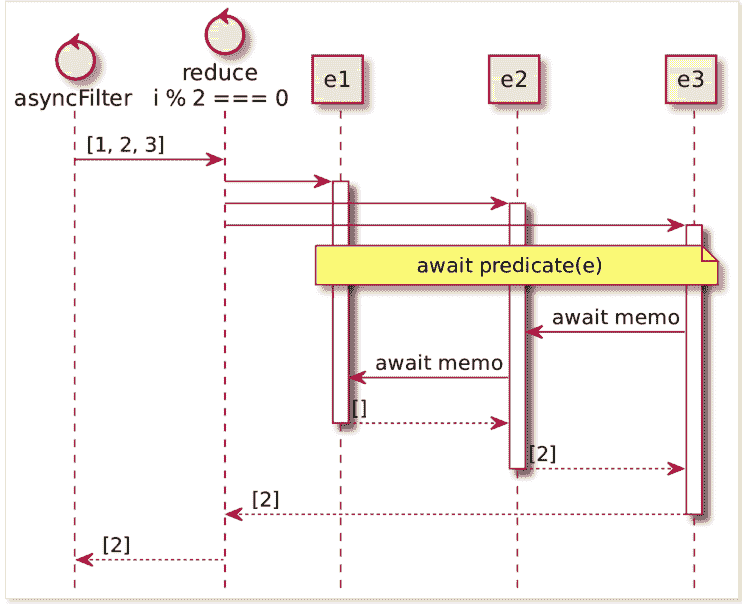 asyncFilter
reduce
i % 2 === 0
e1
e2
e3
[1, 2, 3]
await predicate(e)
await memo
await memo
[]
[2]
[2]
[2]